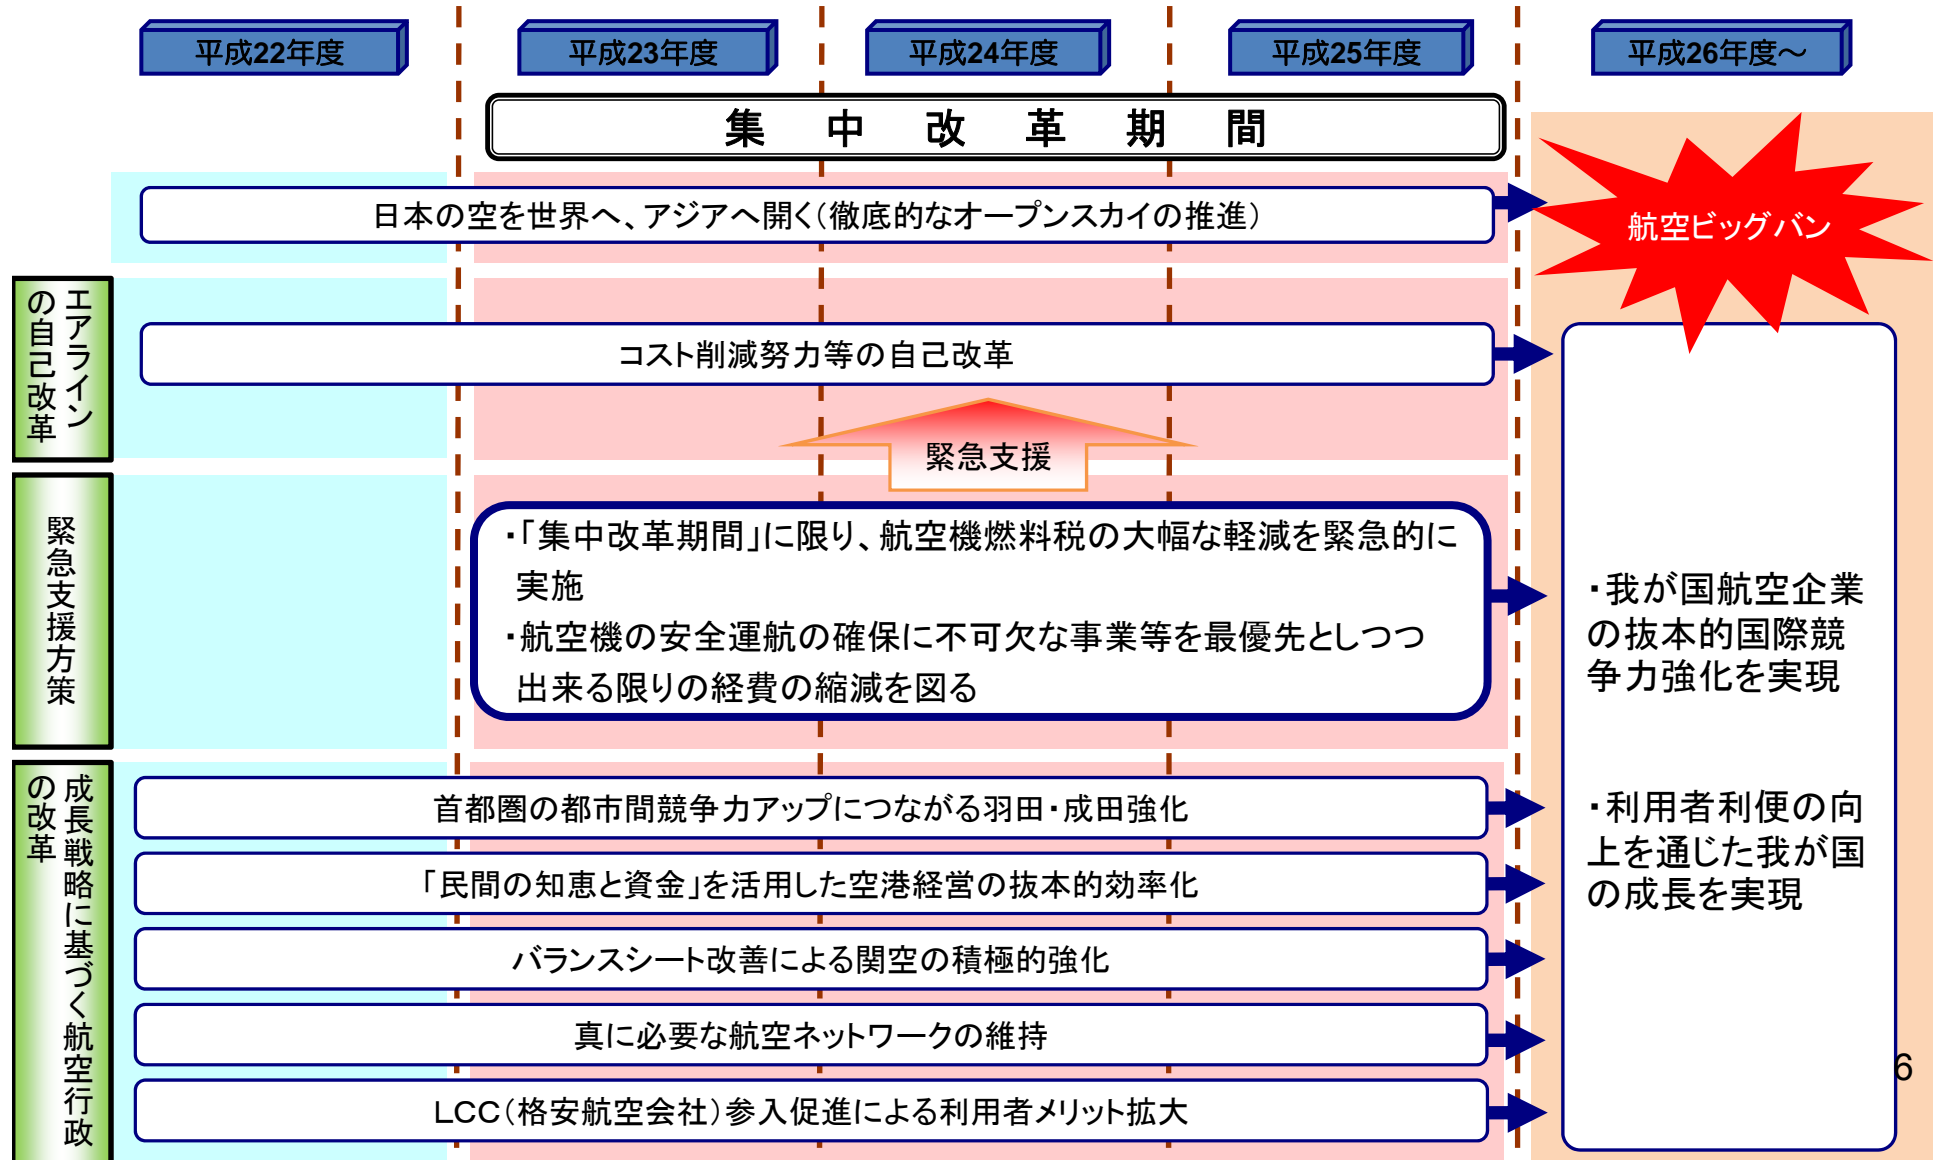 平成22年度
平成23年度
平成24年度
平成25年度
平成26年度～
集中改革期間
日本の空を世界へ、アジアへ開く（徹底的なオープンスカイの推進）
航空ビッグバン
エアライン
の自己改革
コスト削減努力等の自己改革
緊急支援
緊急支援方策
・「集中改革期間」に限り、航空機燃料税の大幅な軽減を緊急的に
実施
・航空機の安全運航の確保に不可欠な事業等を最優先としつつ
出来る限りの経費の縮減を図る
・我が国航空企業
の抜本的国際競
争力強化を実現
・利用者利便の向
上を通じた我が国
の成長を実現
成長戦略に基づく航空行政
の改革
首都圏の都市間競争力アップにつながる羽田・成田強化
「民間の知恵と資金」を活用した空港経営の抜本的効率化
バランスシート改善による関空の積極的強化
真に必要な航空ネットワークの維持
LCC（格安航空会社）参入促進による利用者メリット拡大
6